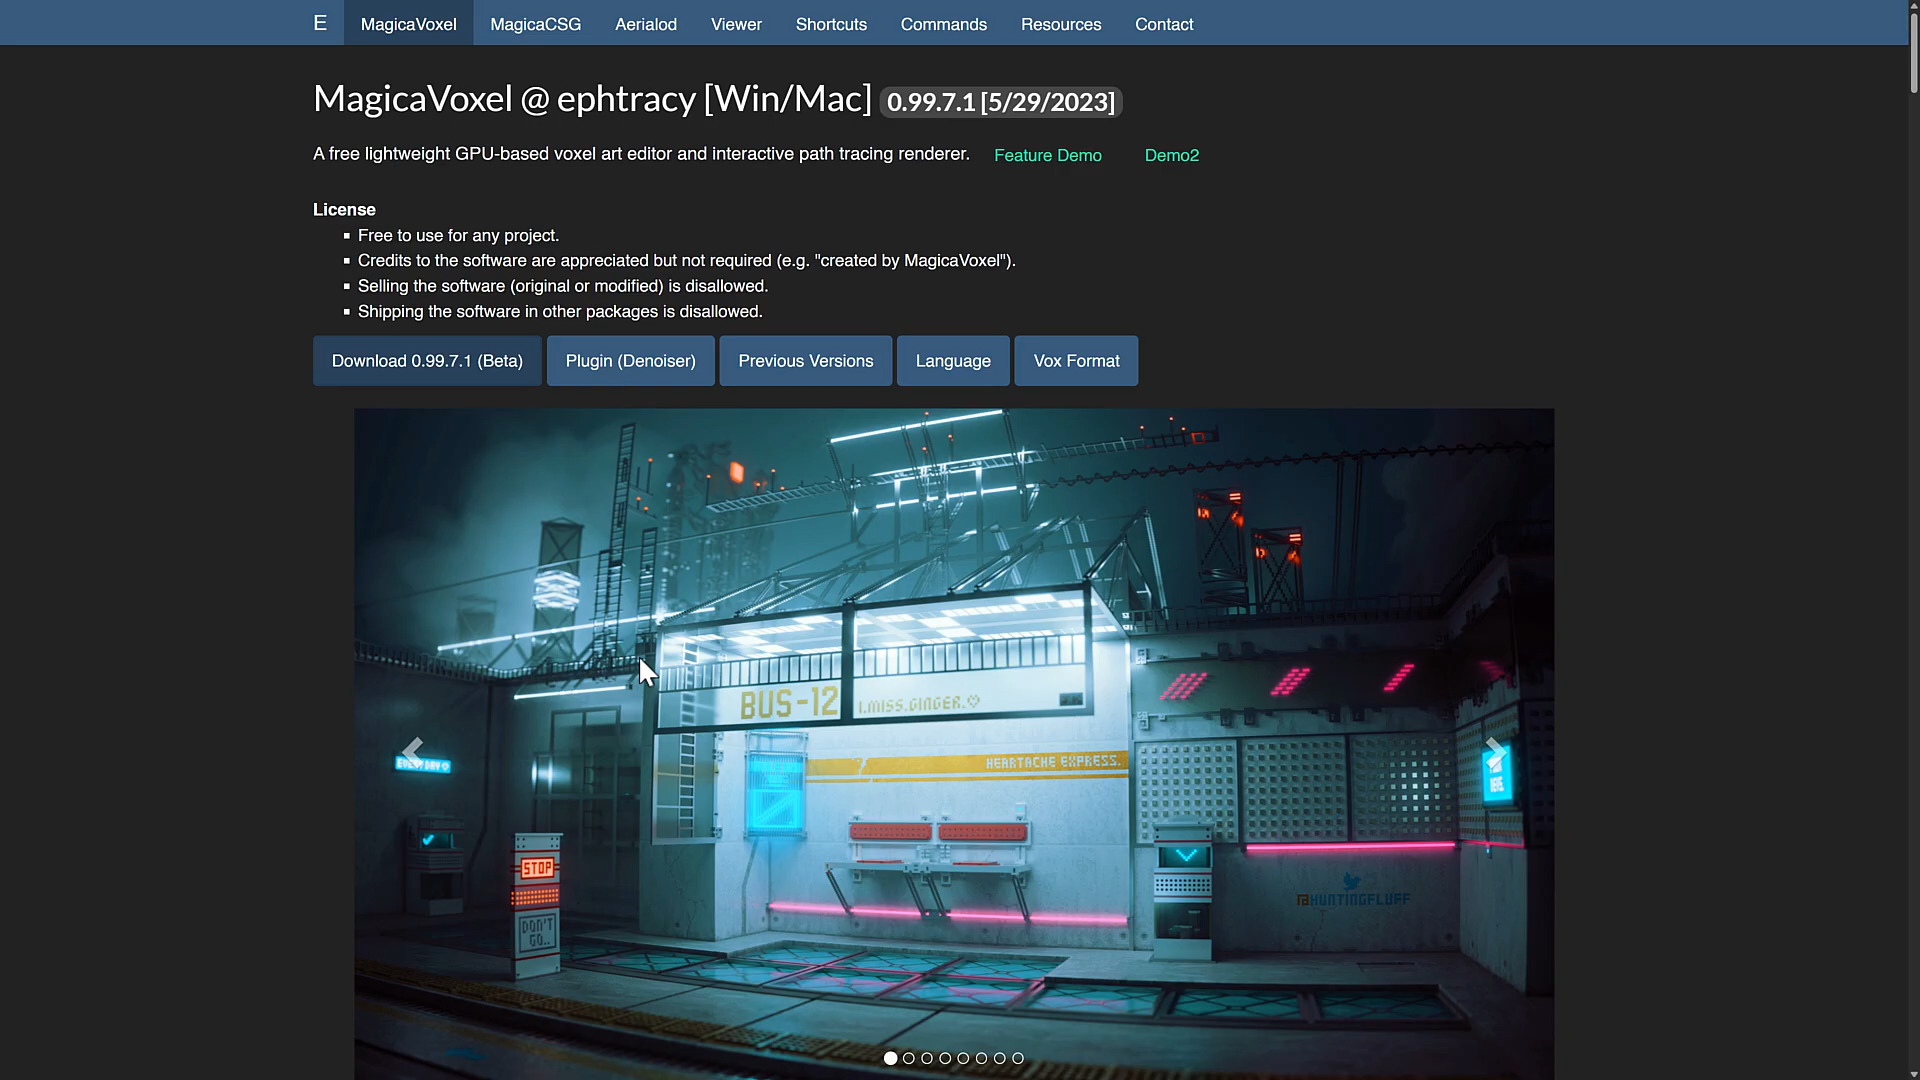 E MagicaVoxel MagicaCSG Aerialod Viewer Shortcuts Commands Resources Contact
MagicaVoxel @ ephtracy [Win/Mac] 0.99.7.1 [5/29/2023]
A free lightweight GPU-based voxel art editor and interactive path tracing renderer. Feature Demo Demo2
License
Free to use for any project.
Credits to the software are appreciated but not required (e.g. "created by MagicaVoxel").
Selling the software (original or modified) is disallowed.
Shipping the software in other packages is disallowed.
Download 0.99.7.1 (Beta) Plugin (Denoiser) Previous Versions Language Vox Format
BUS-12 I.MISS.GINGER.♡
HEARTACHE EXPRESS.
STOP
DON'T
GO..
@HUNTINGFLUFF